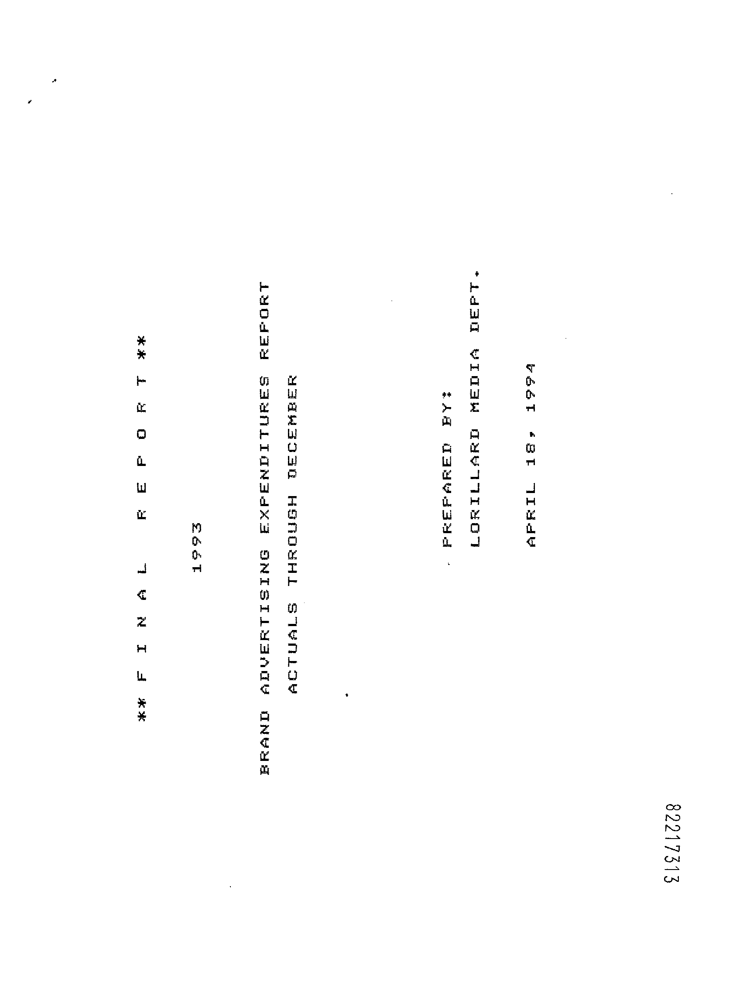 ** F I N A L  R E P O R T **
1993
BRAND ADVERTISING EXPENDITURES REPORT
ACTUALS THROUGH DECEMBER
PREPARED BY:
LORILLARD MEDIA DEPT.
APRIL 18, 1994
82217313